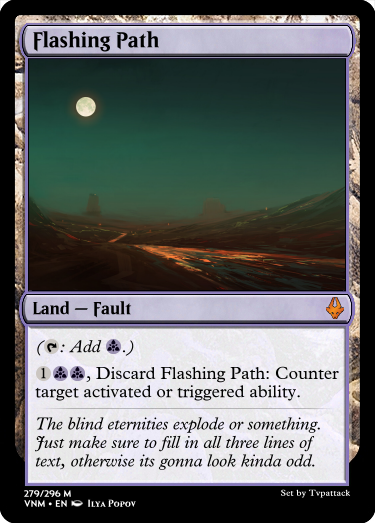 Flashing Path
Land — Fault
(: Add .)
1, Discard Flashing Path: Counter
target activated or triggered ability.
The blind eternities explode or something.
Just make sure to fill in all three lines of
text, otherwise its gonna look kinda odd.
279/296 M
Set by Tvpattack
VNM • EN Ilya Popov